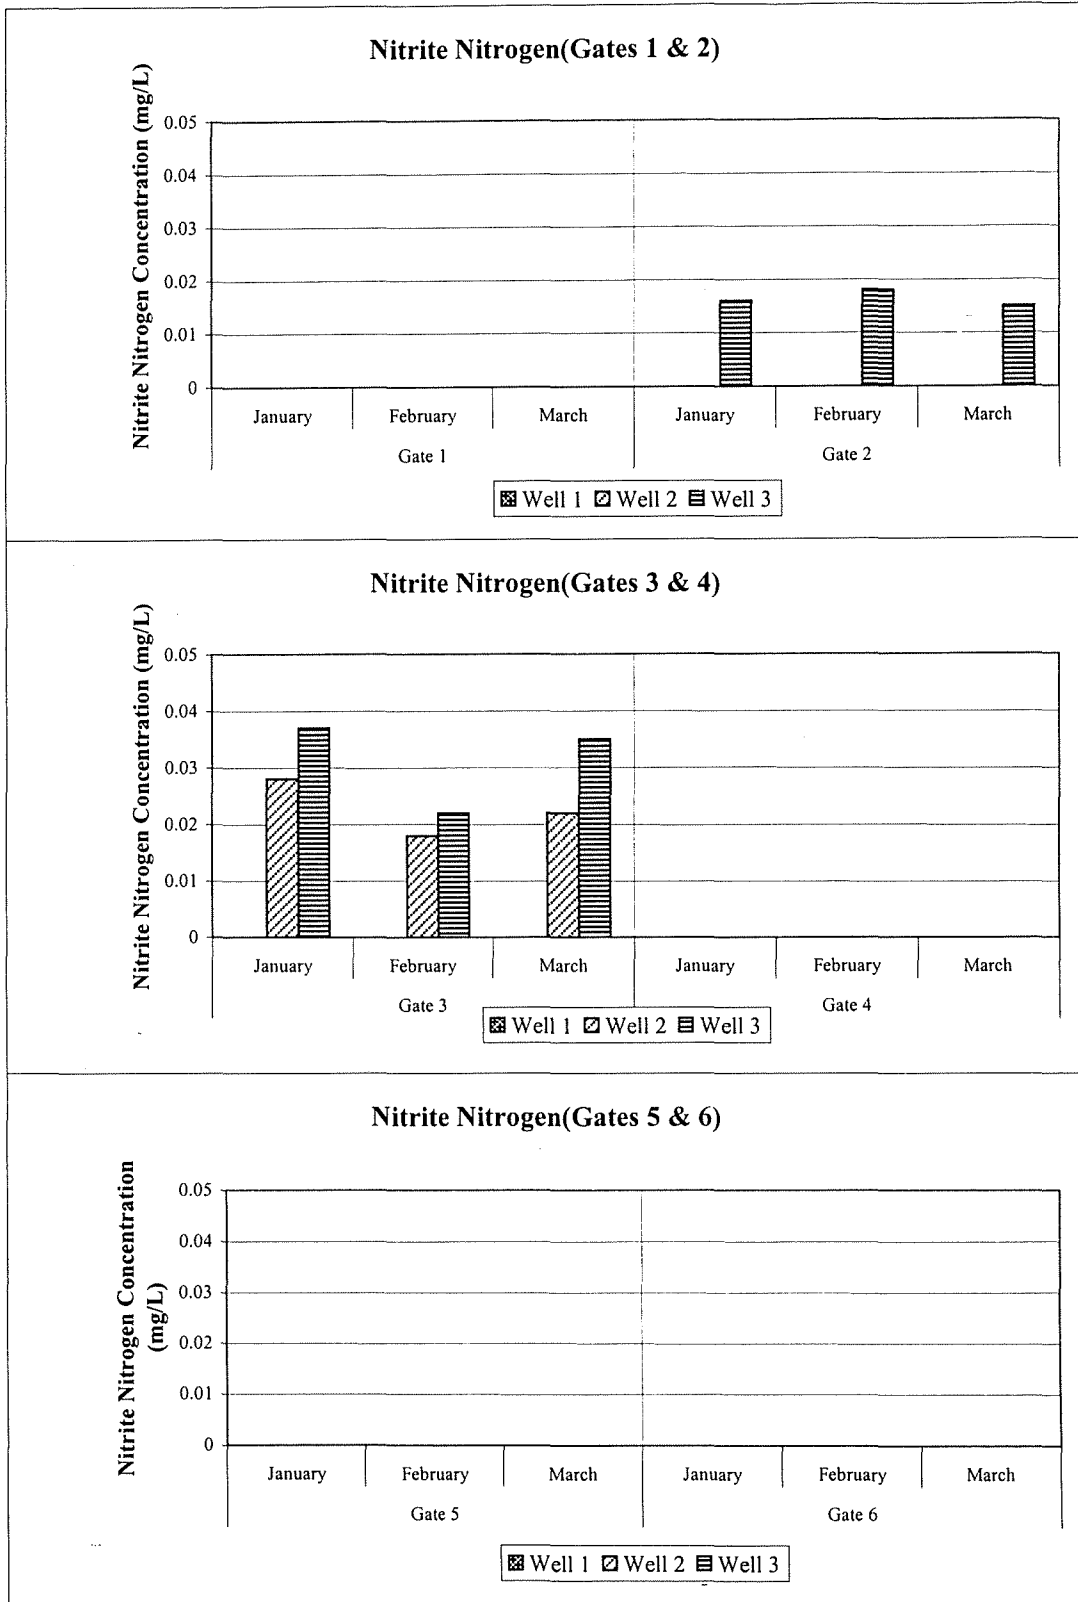 Nitrite Nitrogen(Gates 1 & 2)
Nitrite Nitrogen Concentration (mg/L)
0.05
0.04
0.03
0.02
0.01
0
January February March January February March
Gate 1 Gate 2
Well 1 Well 2 Well 3
Nitrite Nitrogen(Gates 3 & 4)
Nitrite Nitrogen Concentration (mg/L)
0.05
0.04
0.03
0.02
0.01
0
January February March January February March
Gate 3 Gate 4
Well 1 Well 2 Well 3
Nitrite Nitrogen(Gates 5 & 6)
Nitrite Nitrogen Concentration
(mg/L)
0.05
0.04
0.03
0.02
0.01
0
January February March January February March
Gate 5 Gate 6
Well 1 Well 2 Well 3